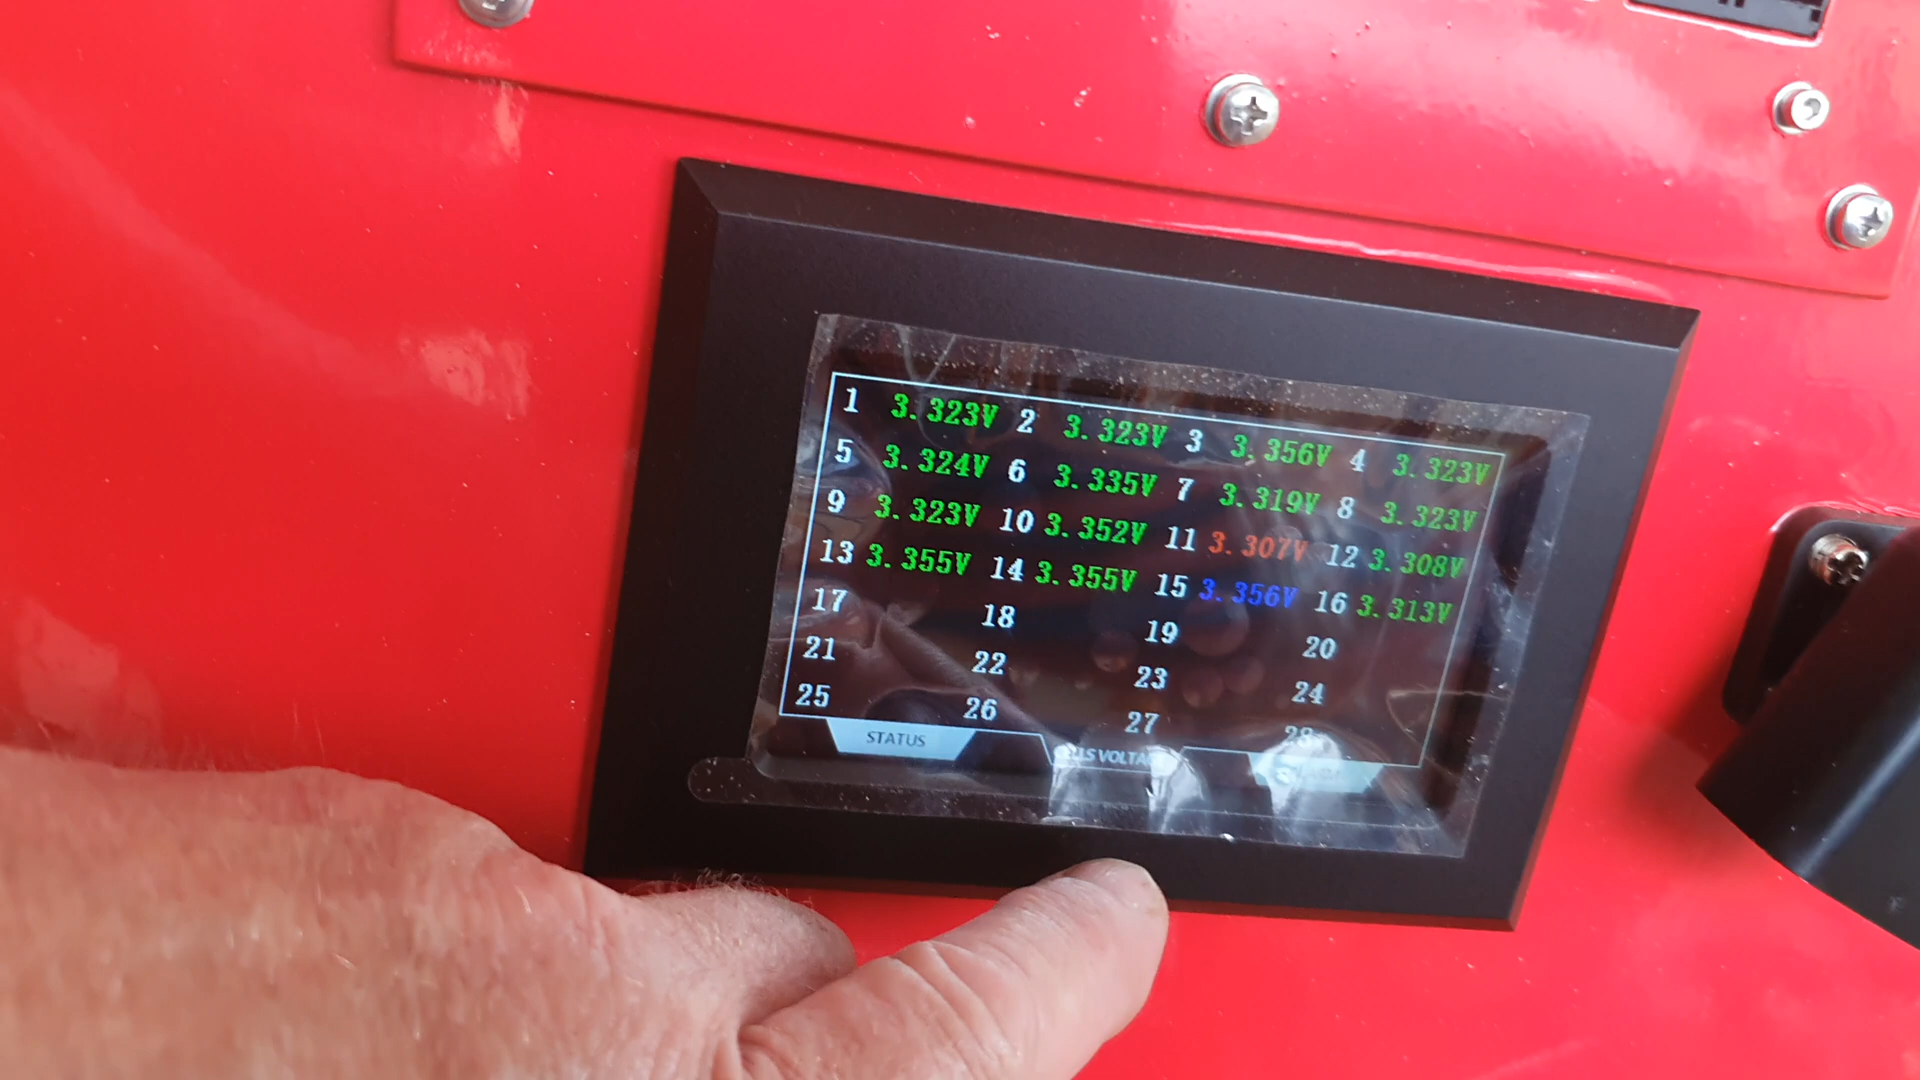 1 3.323V 2 3.323V 3 3.356V 4 3.323V
5 3.324V 6 3.335V 7 3.319V 8 3.323V
9 3.323V 10 3.352V 11 3.307V 12 3.308V
13 3.355V 14 3.355V 15 3.356V 16 3.313V
17 18 19 20
21 22 23 24
25 26 27 28
STATUS